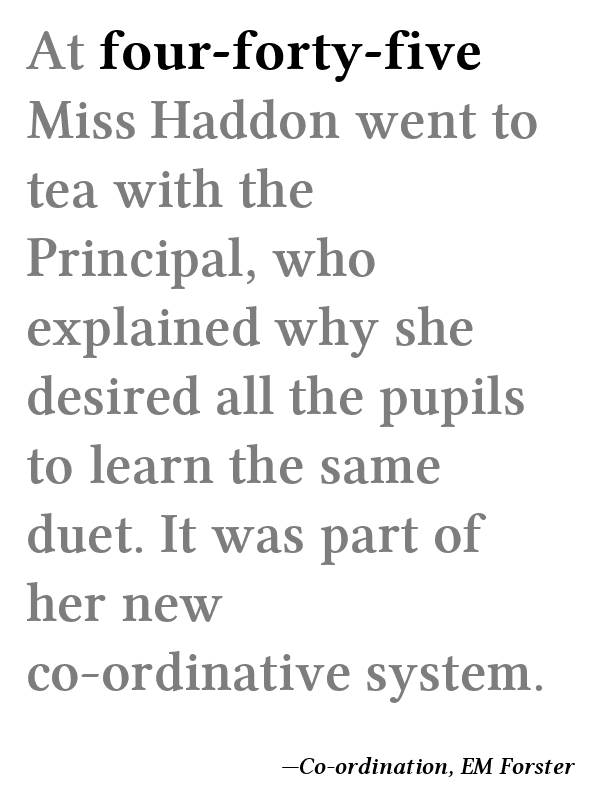 At four-forty-five
Miss Haddon went to
tea with the
Principal, who
explained why she
desired all the pupils
to learn the same
duet. It was part of
her new
co-ordinative system.
—Co-ordination, EM Forster